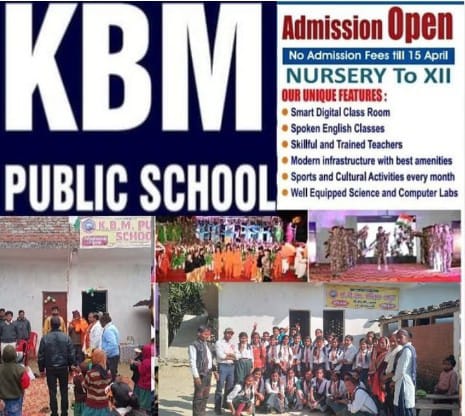 KBM
PUBLIC SCHOOL
Admission Open
No Admission Fees till 15 April
NURSERY To XII
OUR UNIQUE FEATURES :
Smart Digital Class Room
Spoken English Classes
Skillful and Trained Teachers
Modern infrastructure with best amenities
Sports and Cultural Activities every month
Well Equipped Science and Computer Labs
K.B.M. PU
SCHOO